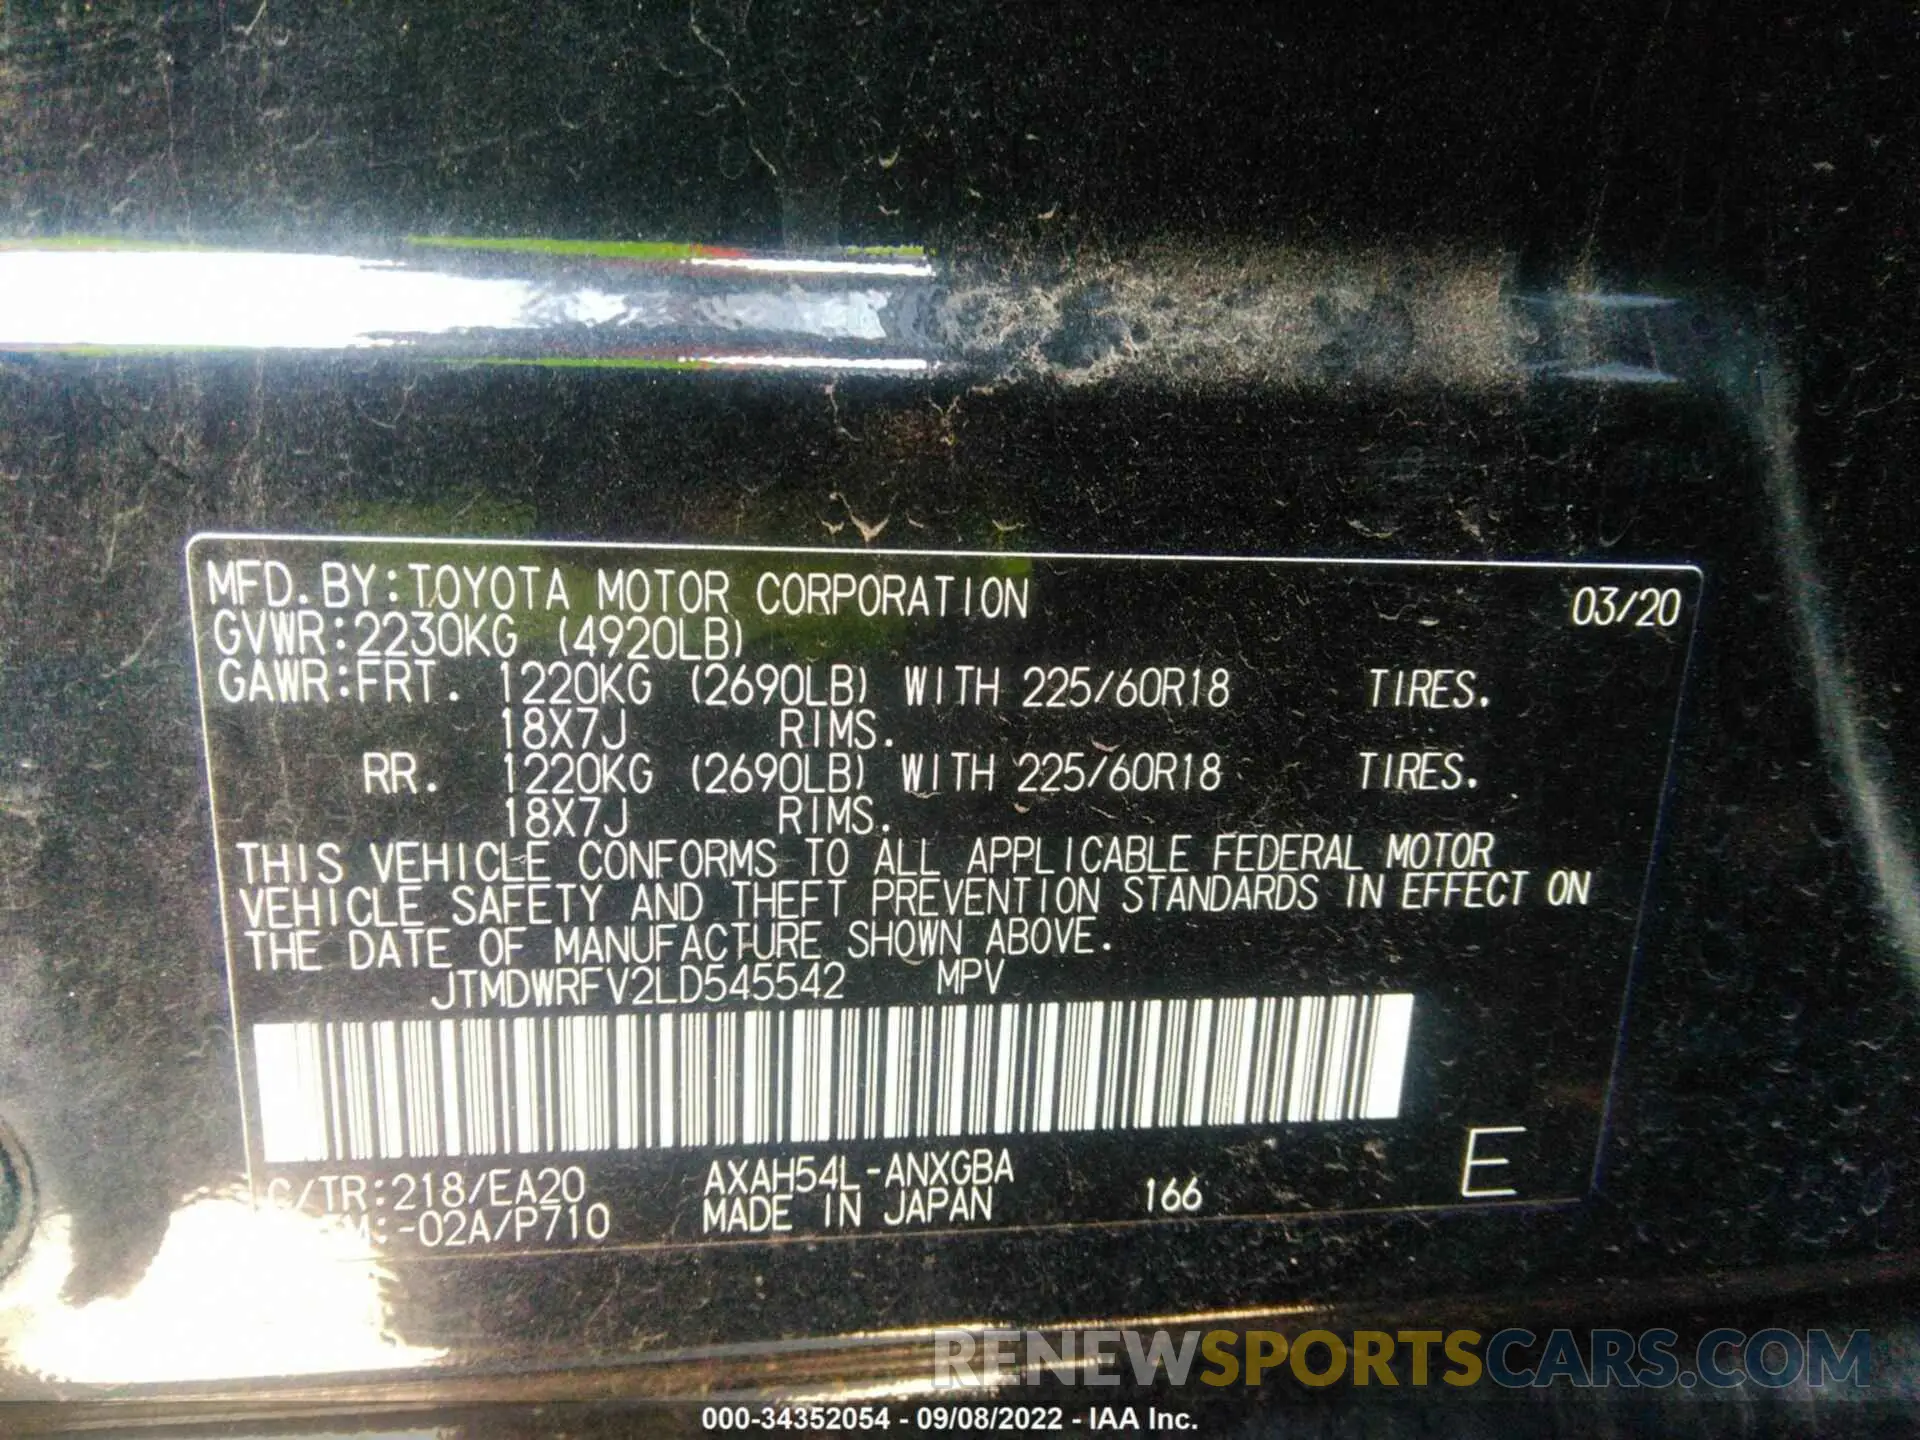 MFD. BY: TOYOTA MOTOR CORPORATION 03/20
GVWR: 2230KG (4920LB)
GAWR: FRT. 1220KG (2690LB) WITH 225/60R18 TIRES.
18X7J RIMS.
RR. 1220KG (2690LB) WITH 225/60R18 TIRES.
18X7J RIMS.
THIS VEHICLE CONFORMS TO ALL APPLICABLE FEDERAL MOTOR
VEHICLE SAFETY AND THEFT PREVENTION STANDARDS IN EFFECT ON
THE DATE OF MANUFACTURE SHOWN ABOVE.
JTMDWRFV2LD545542 MPV
C/TR: 218/EA20 AXAH54L-ANXGBA 166 E
-02A/P710 MADE IN JAPAN
RENEWSPORTSCARS.COM
000-34352054 - 09/08/2022 - IAA Inc.